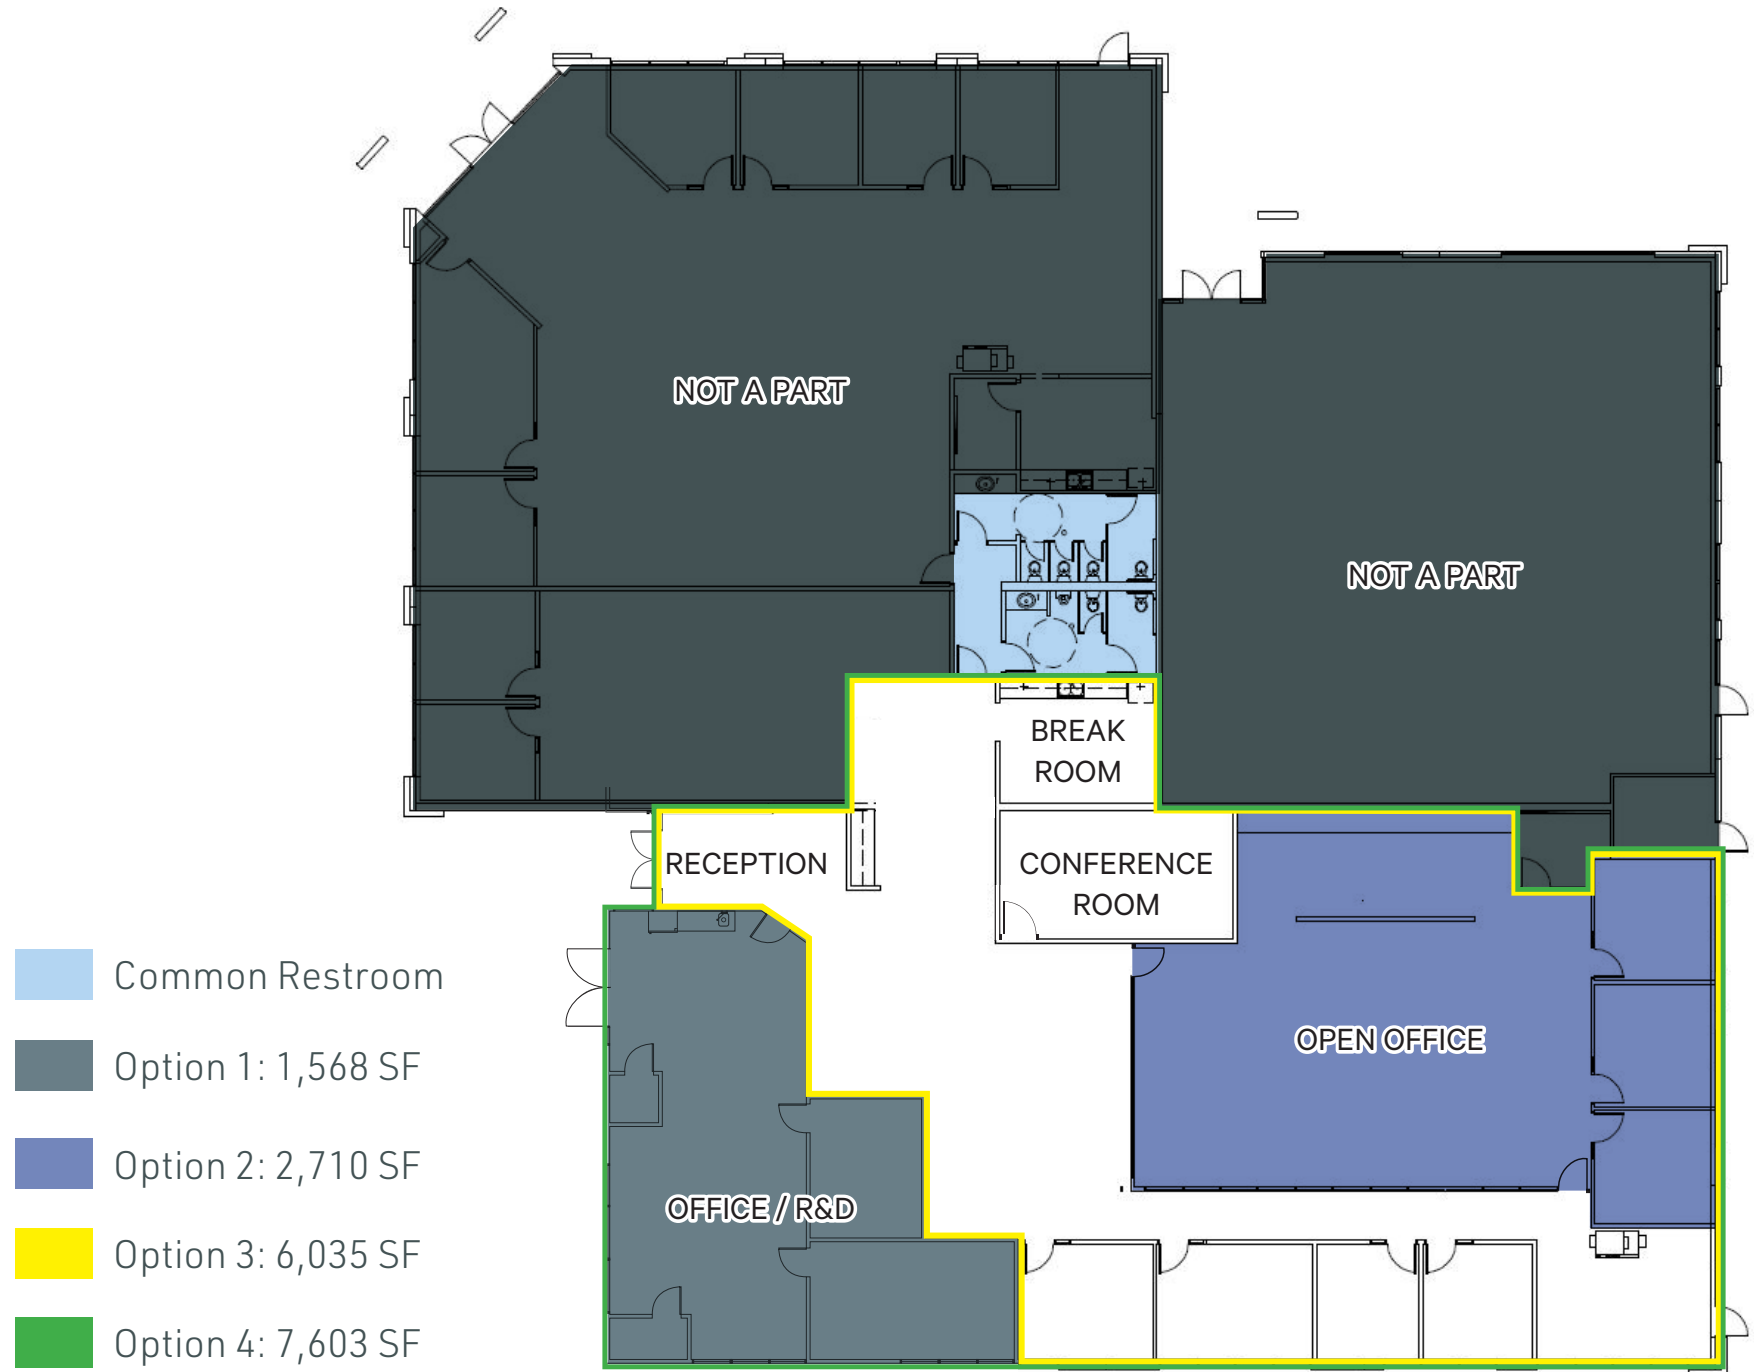 NOT A PART
NOT A PART
BREAK
ROOM
RECEPTION
CONFERENCE
ROOM
OPEN OFFICE
OFFICE / R&D
Common Restroom
Option 1: 1,568 SF
Option 2: 2,710 SF
Option 3: 6,035 SF
Option 4: 7,603 SF